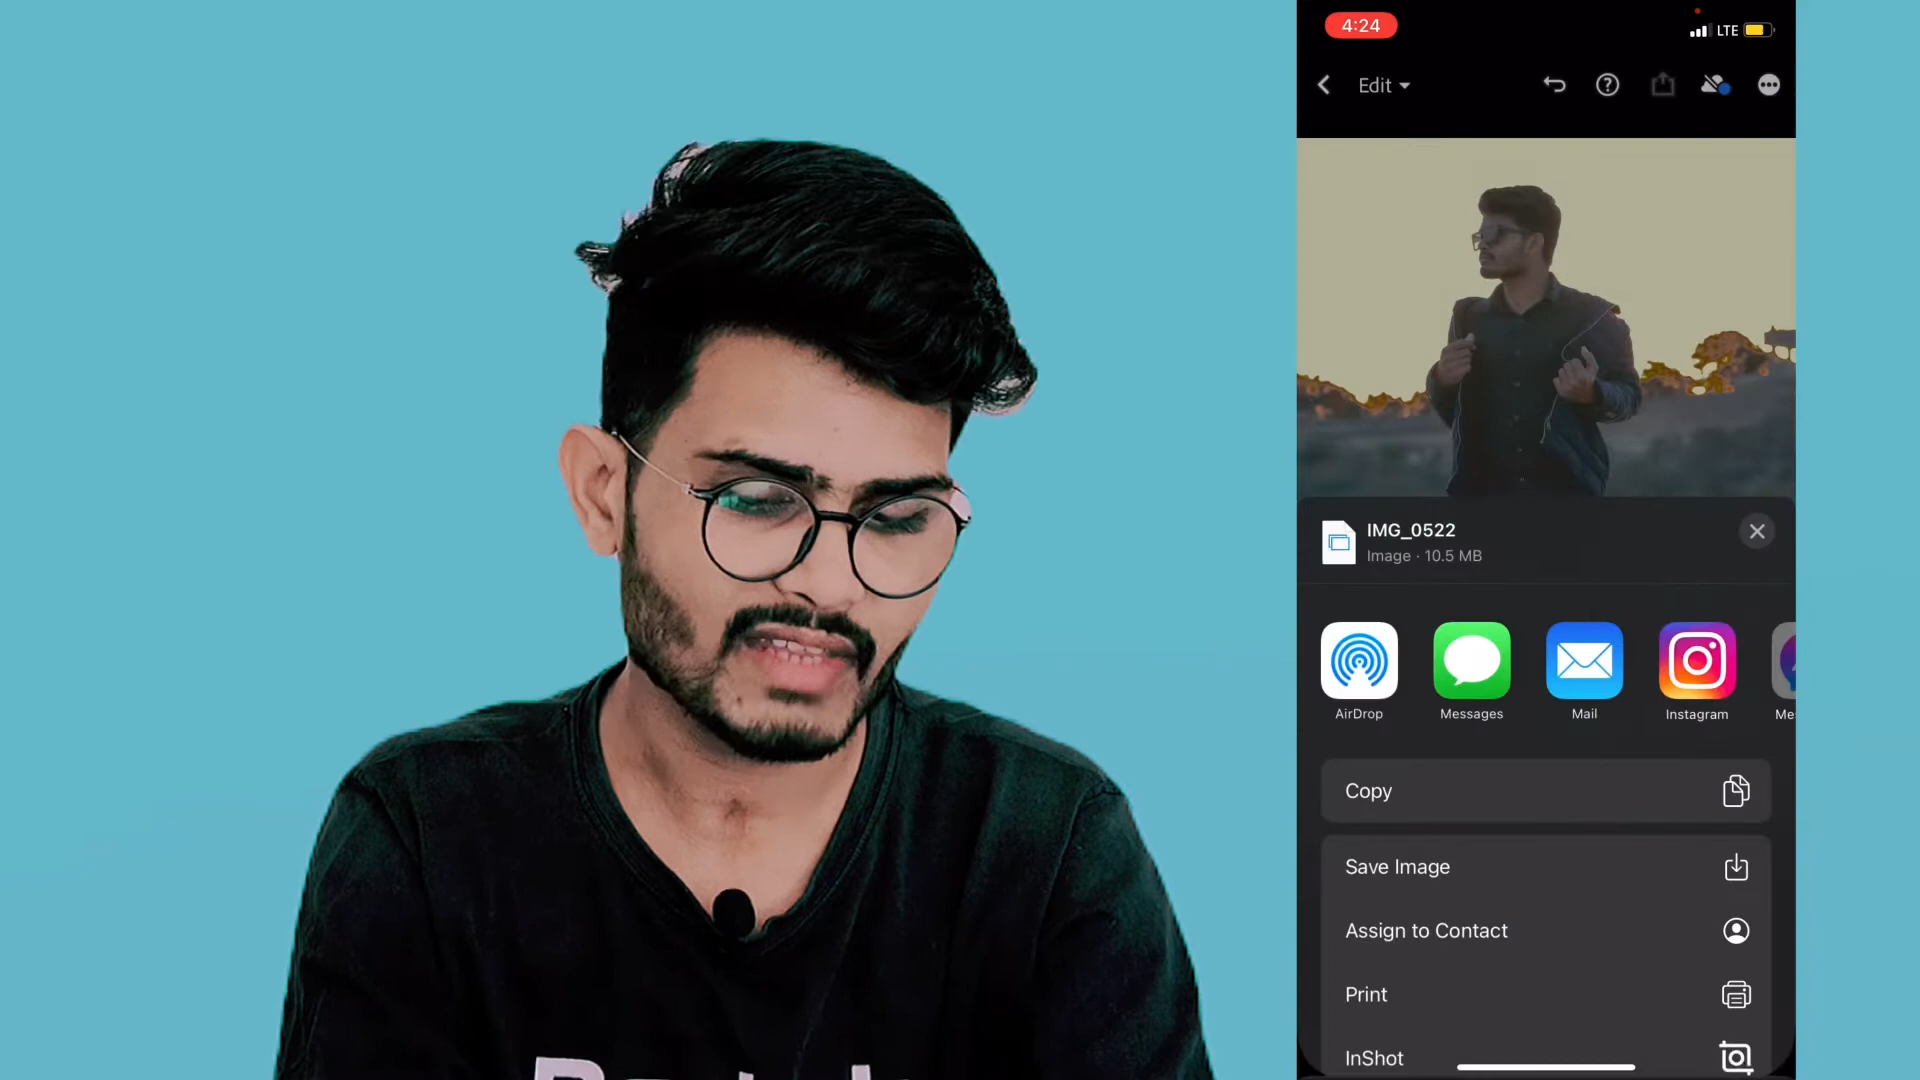 4:24
LTE
Edit
IMG_0522
Image · 10.5 MB
AirDrop
Messages
Mail
Instagram
Copy
Save Image
Assign to Contact
Print
InShot